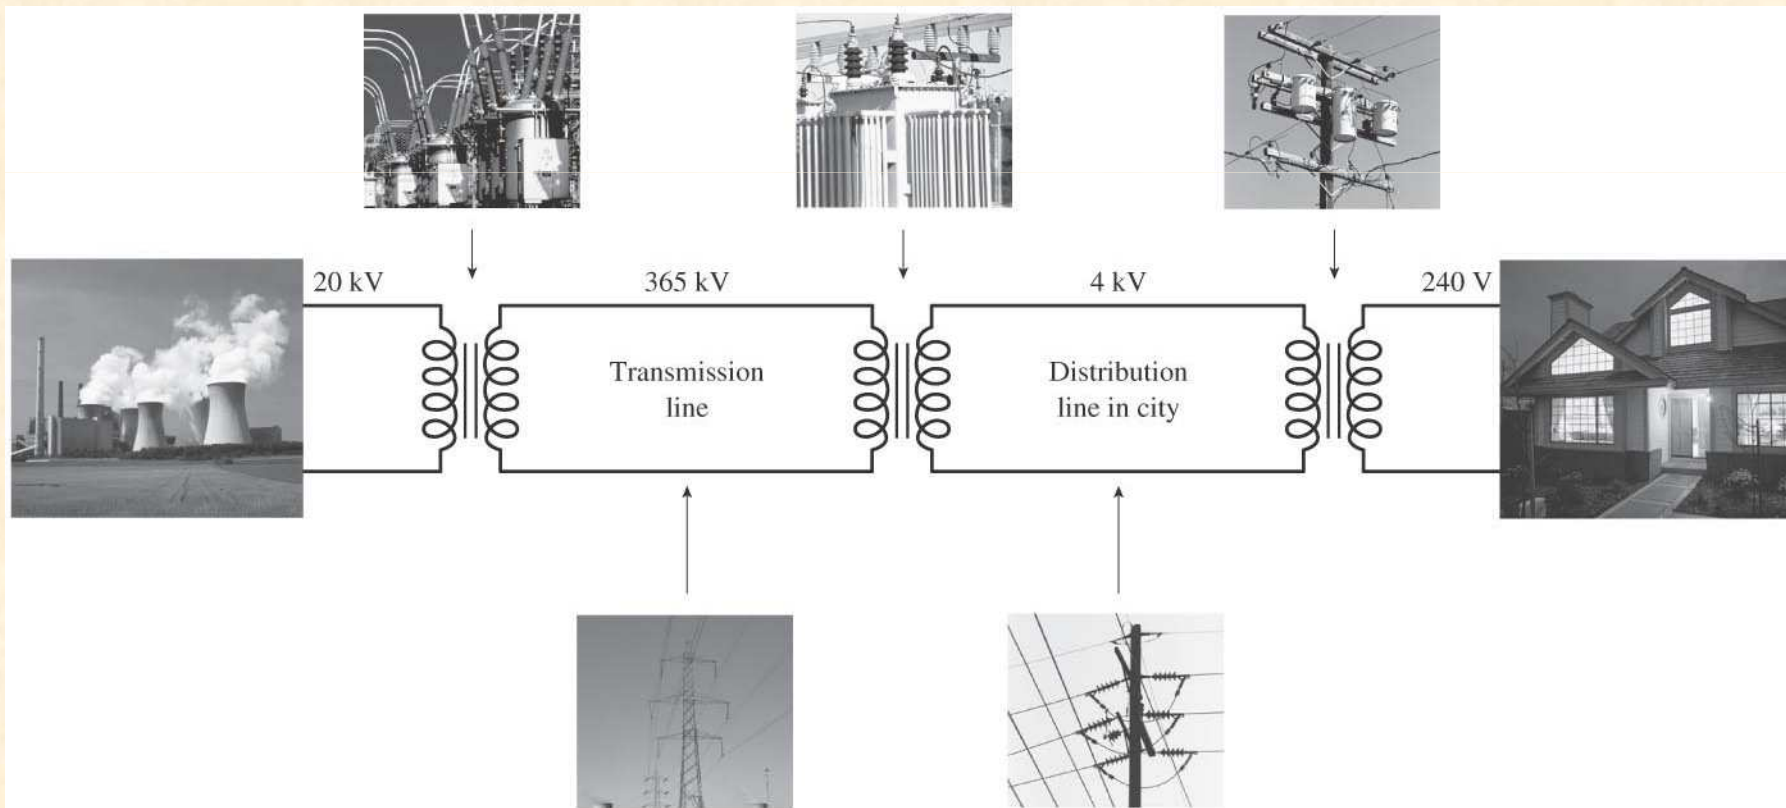 20 kV
365 kV
4 kV
240 V
Transmission
line
Distribution
line in city